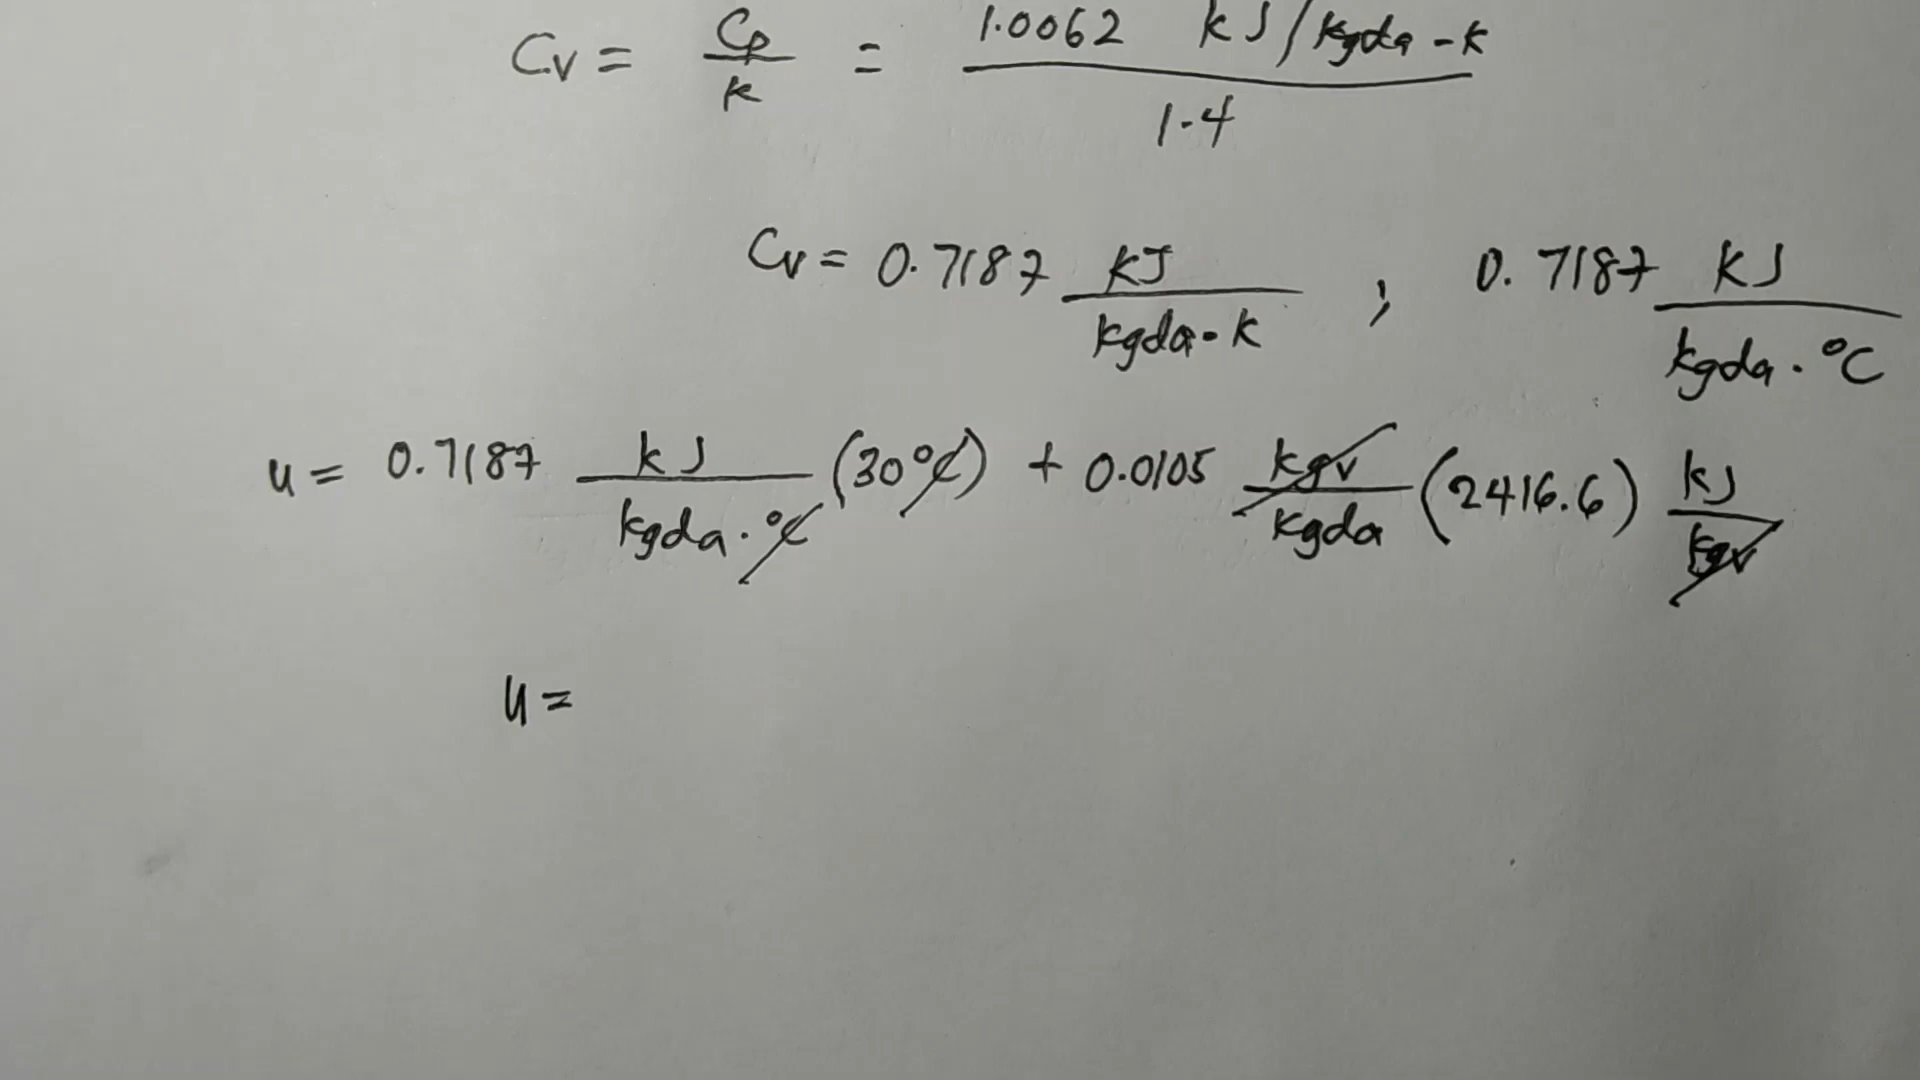 Cv = Cp/k = 1.0062 kJ/kgda-K / 1.4
Cv = 0.7187 kJ/kgda-K ; 0.7187 kJ/kgda·°C
u = 0.7187 kJ/kgda·°C (30°C) + 0.0105 kgv/kgda (2416.6) kJ/kgv
u =